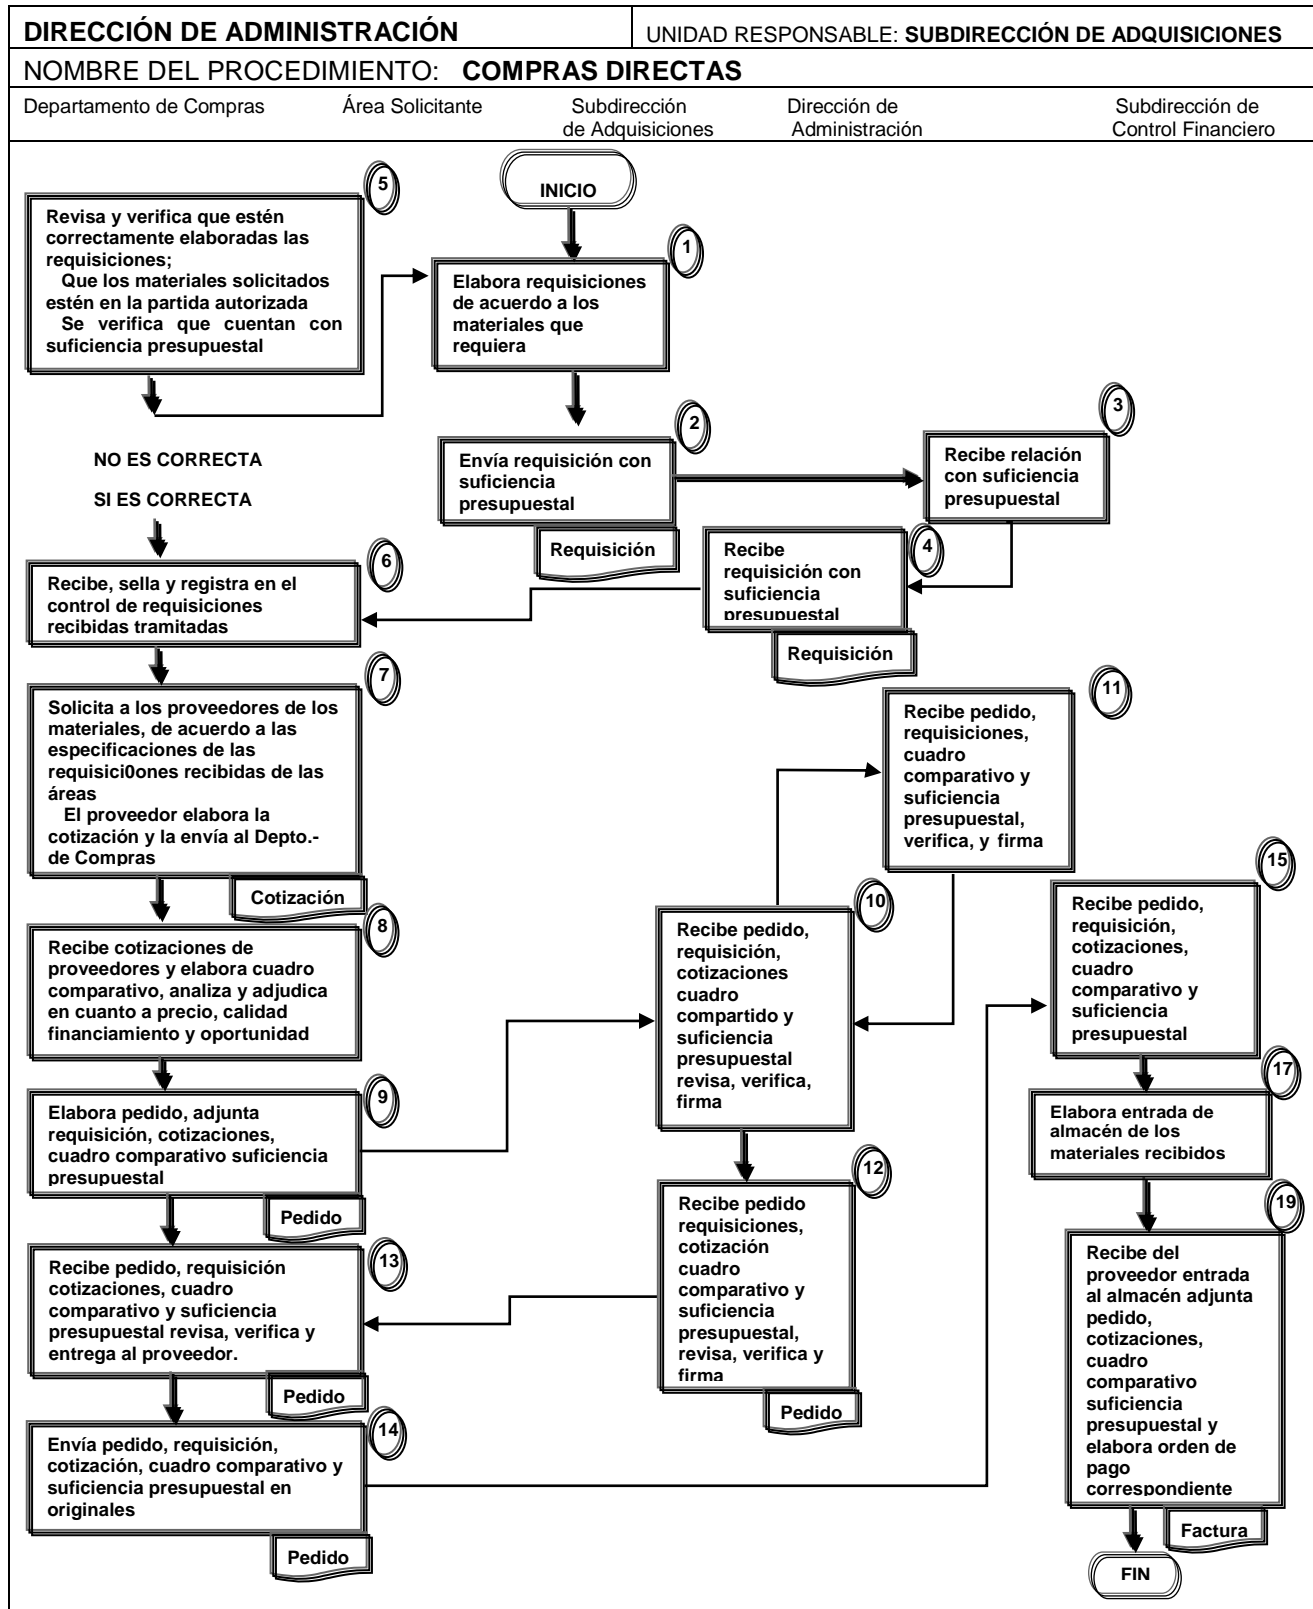 DIRECCIÓN DE ADMINISTRACIÓN
UNIDAD RESPONSABLE: SUBDIRECCIÓN DE ADQUISICIONES
NOMBRE DEL PROCEDIMIENTO: COMPRAS DIRECTAS
Departamento de Compras
Área Solicitante
Subdirección
de Adquisiciones
Dirección de
Administración
Subdirección de
Control Financiero
INICIO
5
Revisa y verifica que estén
correctamente elaboradas las
requisiciones;
Que los materiales solicitados
estén en la partida autorizada
Se verifica que cuentan con
suficiencia presupuestal
1
Elabora requisiciones
de acuerdo a los
materiales que
requiera
NO ES CORRECTA
SI ES CORRECTA
2
Envía requisición con
suficiencia
presupuestal
Requisición
3
Recibe relación
con suficiencia
presupuestal
4
Recibe
requisición con
suficiencia
presupuestal
Requisición
6
Recibe, sella y registra en el
control de requisiciones
recibidas tramitadas
7
Solicita a los proveedores de los
materiales, de acuerdo a las
especificaciones de las
requisici0ones recibidas de las
áreas
El proveedor elabora la
cotización y la envía al Depto.-
de Compras
Cotización
11
Recibe pedido,
requisiciones,
cuadro
comparativo y
suficiencia
presupuestal,
verifica, y firma
8
Recibe cotizaciones de
proveedores y elabora cuadro
comparativo, analiza y adjudica
en cuanto a precio, calidad
financiamiento y oportunidad
10
Recibe pedido,
requisición,
cotizaciones
cuadro
compartido y
suficiencia
presupuestal
revisa, verifica,
firma
15
Recibe pedido,
requisición,
cotizaciones,
cuadro
comparativo y
suficiencia
presupuestal
9
Elabora pedido, adjunta
requisición, cotizaciones,
cuadro comparativo suficiencia
presupuestal
Pedido
17
Elabora entrada de
almacén de los
materiales recibidos
12
Recibe pedido
requisiciones,
cotización
cuadro
comparativo y
suficiencia
presupuestal,
revisa, verifica y
firma
Pedido
13
Recibe pedido, requisición
cotizaciones, cuadro
comparativo y suficiencia
presupuestal revisa, verifica y
entrega al proveedor.
Pedido
19
Recibe del
proveedor entrada
al almacén adjunta
pedido,
cotizaciones,
cuadro
comparativo
suficiencia
presupuestal y
elabora orden de
pago
correspondiente
Factura
14
Envía pedido, requisición,
cotización, cuadro comparativo y
suficiencia presupuestal en
originales
Pedido
FIN